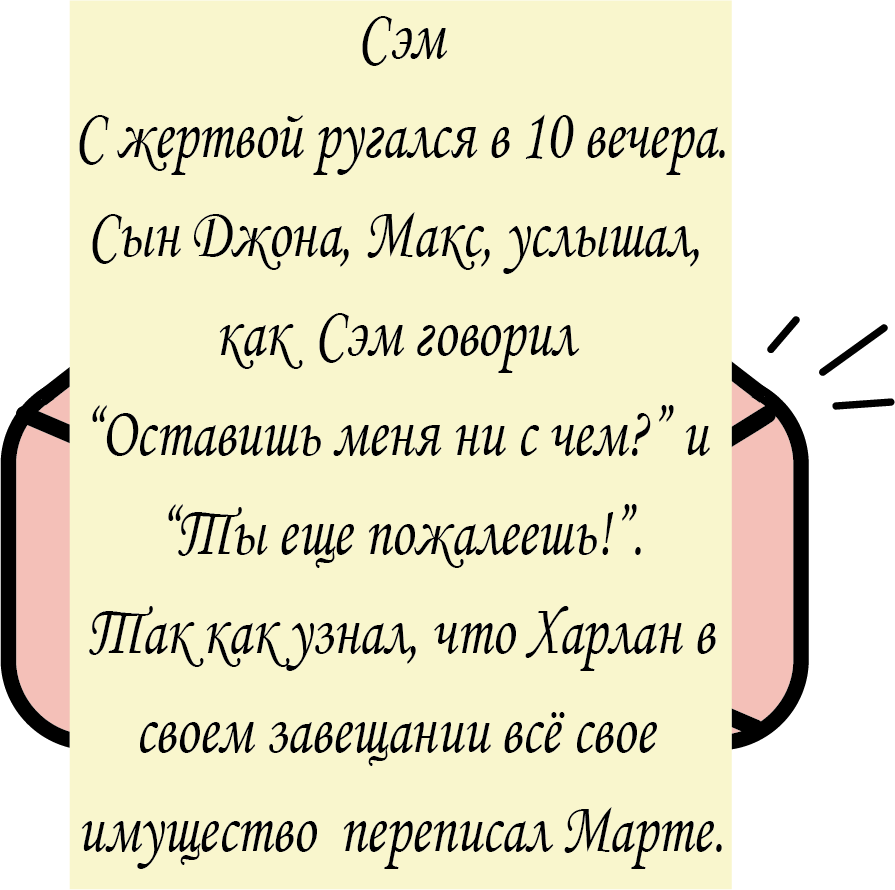 Сэм
С жертвой ругался в 10 вечера.
Сын Джона, Макс, услышал,
как Сэм говорил
“Оставишь меня ни с чем?” и
“Ты еще пожалеешь!”.
Так как узнал, что Харлан в
своем завещании всё свое
имущество переписал Марте.